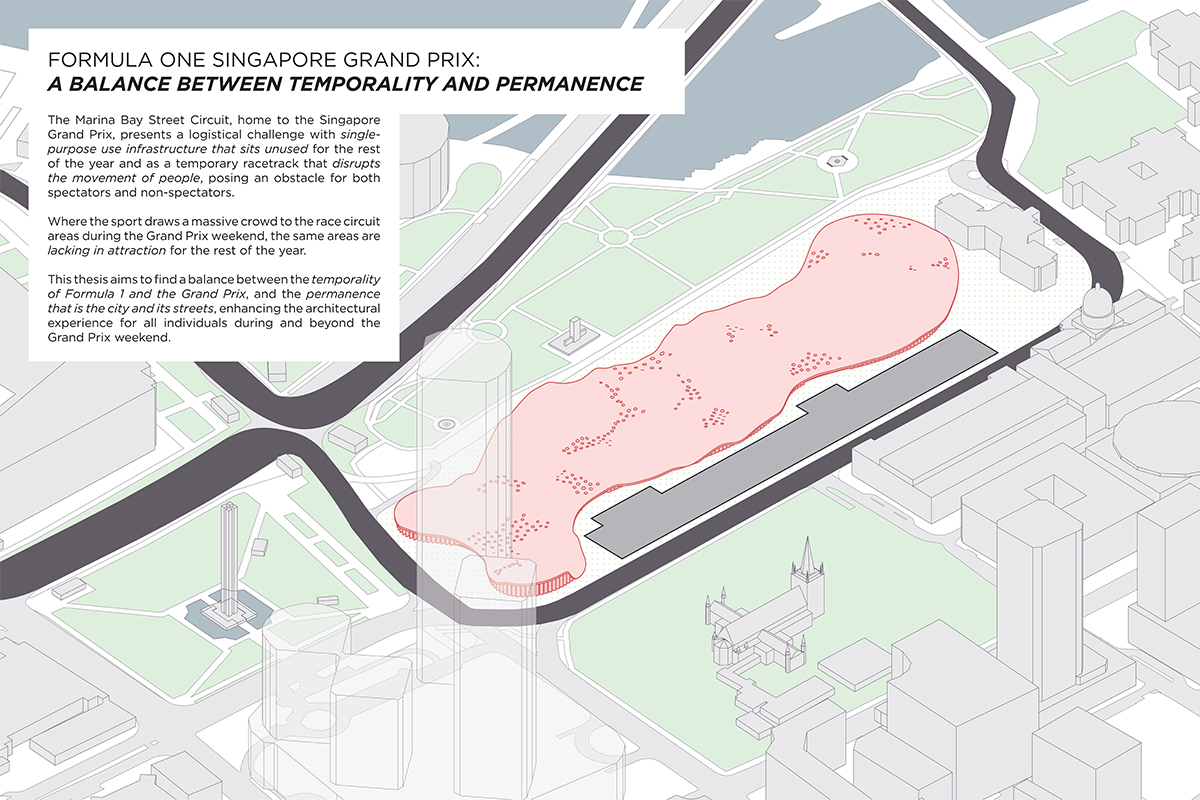 FORMULA ONE SINGAPORE GRAND PRIX:
A BALANCE BETWEEN TEMPORALITY AND PERMANENCE
The Marina Bay Street Circuit, home to the Singapore
Grand Prix, presents a logistical challenge with single-
purpose use infrastructure that sits unused for the rest
of the year and as a temporary racetrack that disrupts
the movement of people, posing an obstacle for both
spectators and non-spectators.
Where the sport draws a massive crowd to the race circuit
areas during the Grand Prix weekend, the same areas are
lacking in attraction for the rest of the year.
This thesis aims to find a balance between the temporality
of Formula 1 and the Grand Prix, and the permanence
that is the city and its streets, enhancing the architectural
experience for all individuals during and beyond the
Grand Prix weekend.